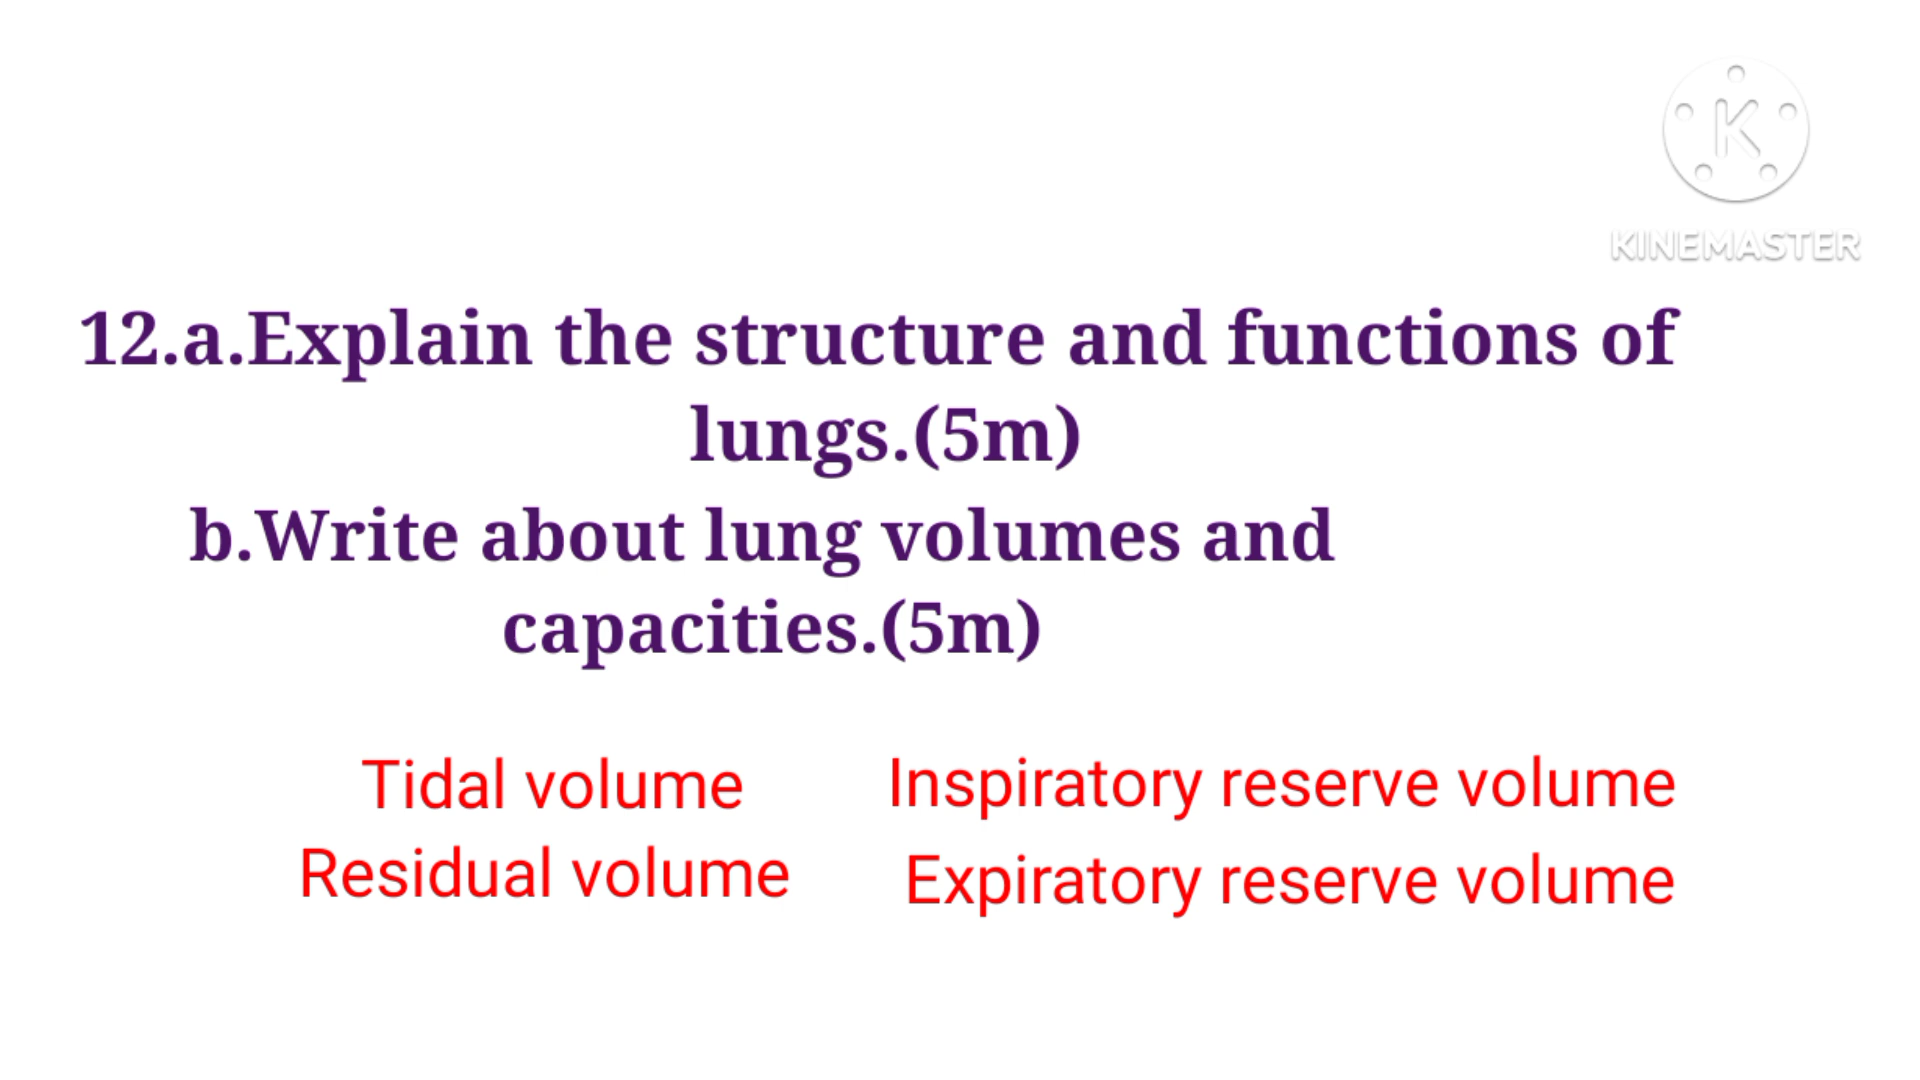 K
KINEMASTER
12.a.Explain the structure and functions of
lungs.(5m)
b.Write about lung volumes and
capacities.(5m)
Tidal volume
Inspiratory reserve volume
Residual volume
Expiratory reserve volume